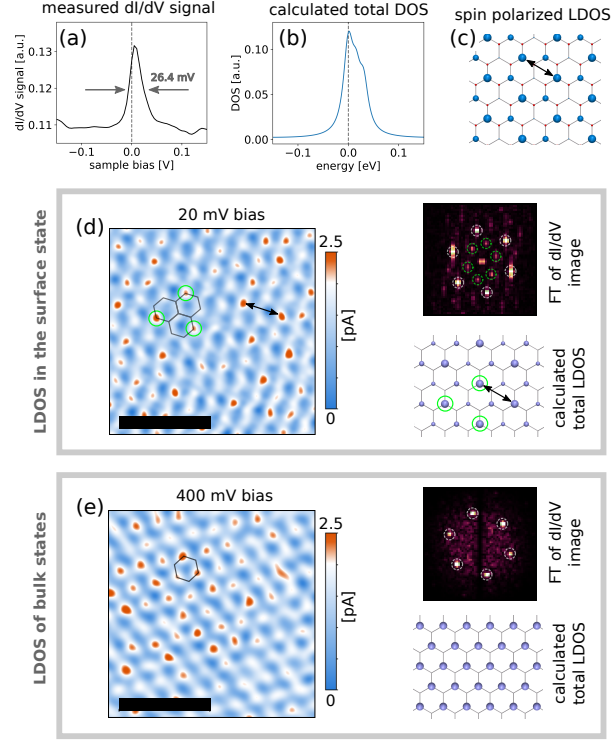 measured dI/dV signal
calculated total DOS
spin polarized LDOS
(a)
(b)
(c)
dI/dV signal [a.u.]
0.13
0.12
0.11
26.4 mV
−0.1
0.0
0.1
sample bias [V]
DOS [a.u.]
0.10
0.05
0.00
−0.1
0.0
0.1
energy [eV]
LDOS in the surface state
(d)
20 mV bias
2.5
[pA]
0
FT of dI/dV
image
calculated
total LDOS
LDOS of bulk states
(e)
400 mV bias
2.5
[pA]
0
FT of dI/dV
image
calculated
total LDOS